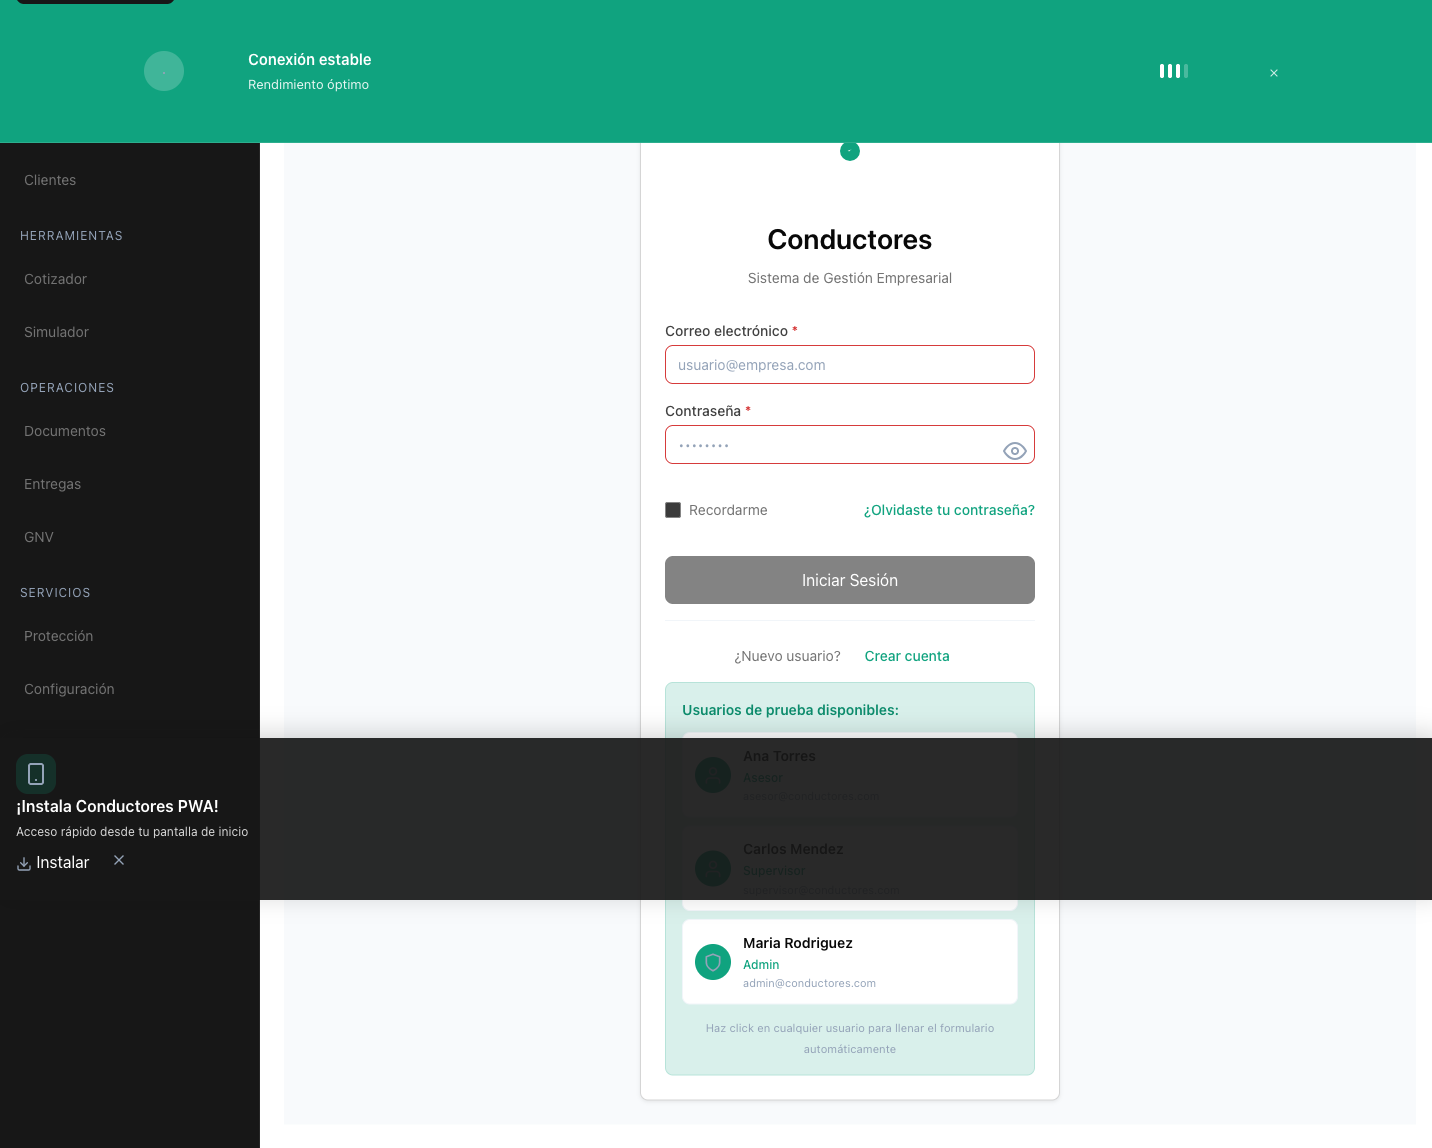 Conexión estable
Rendimiento óptimo
Clientes
HERRAMIENTAS
Cotizador
Simulador
OPERACIONES
Documentos
Entregas
GNV
SERVICIOS
Protección
Configuración
¡Instala Conductores PWA!
Acceso rápido desde tu pantalla de inicio
Instalar
Conductores
Sistema de Gestión Empresarial
Correo electrónico *
usuario@empresa.com
Contraseña *
Recordarme
¿Olvidaste tu contraseña?
Iniciar Sesión
¿Nuevo usuario? Crear cuenta
Usuarios de prueba disponibles:
Ana Torres
Asesor
Carlos Mendez
Supervisor
supervisor@conductores.com
Maria Rodriguez
Admin
admin@conductores.com
Haz click en cualquier usuario para llenar el formulario
automáticamente